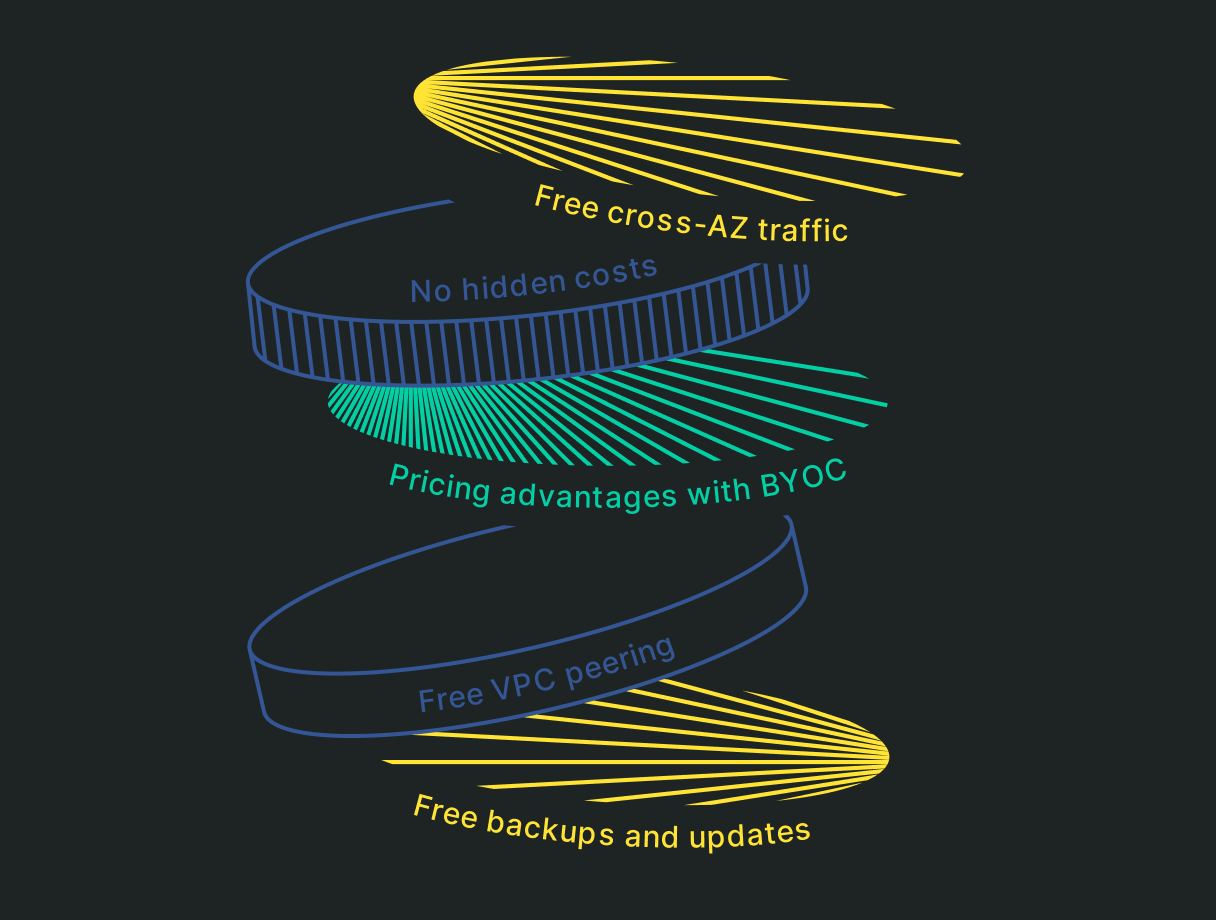 Free cross-AZ traffic
No hidden costs
Pricing advantages with BYOC
Free VPC peering
Free backups and updates